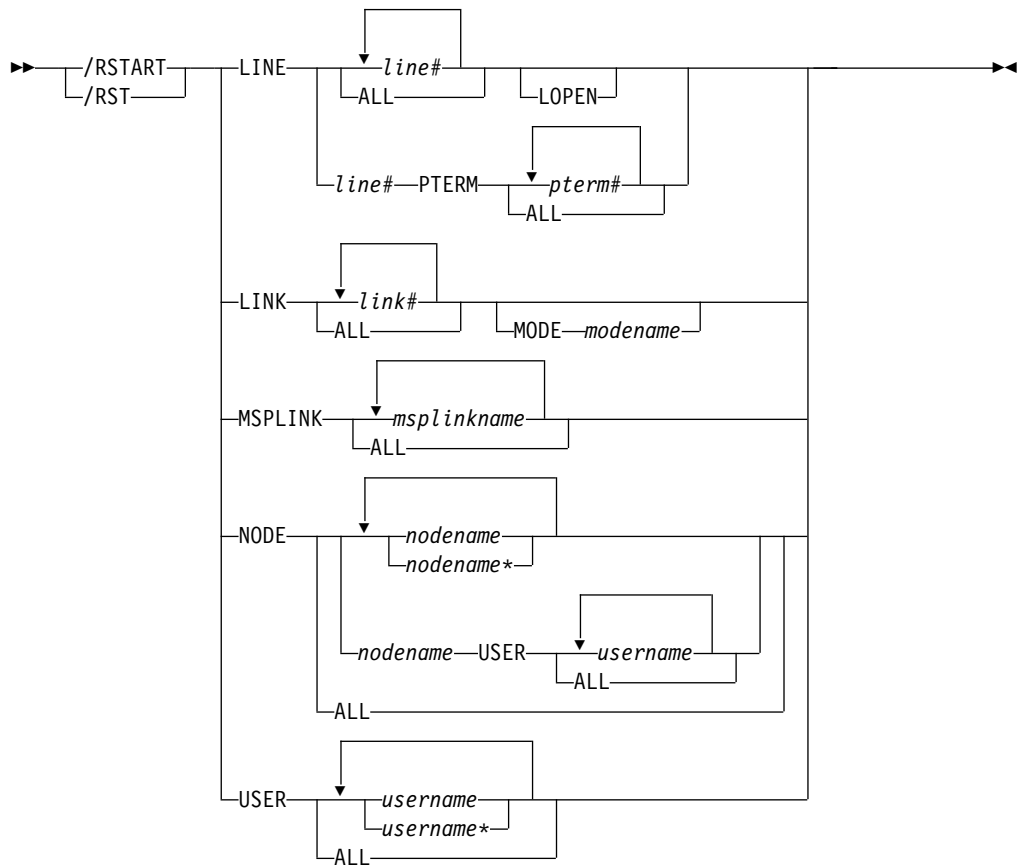 /RSTART LINE line#
/RST ALL LOPEN
line# PTERM pterm#
ALL
LINK link#
ALL MODE modename
MSPLINK msplinkname
ALL
NODE nodename
nodename*
nodename USER username
ALL
ALL
USER username
username*
ALL